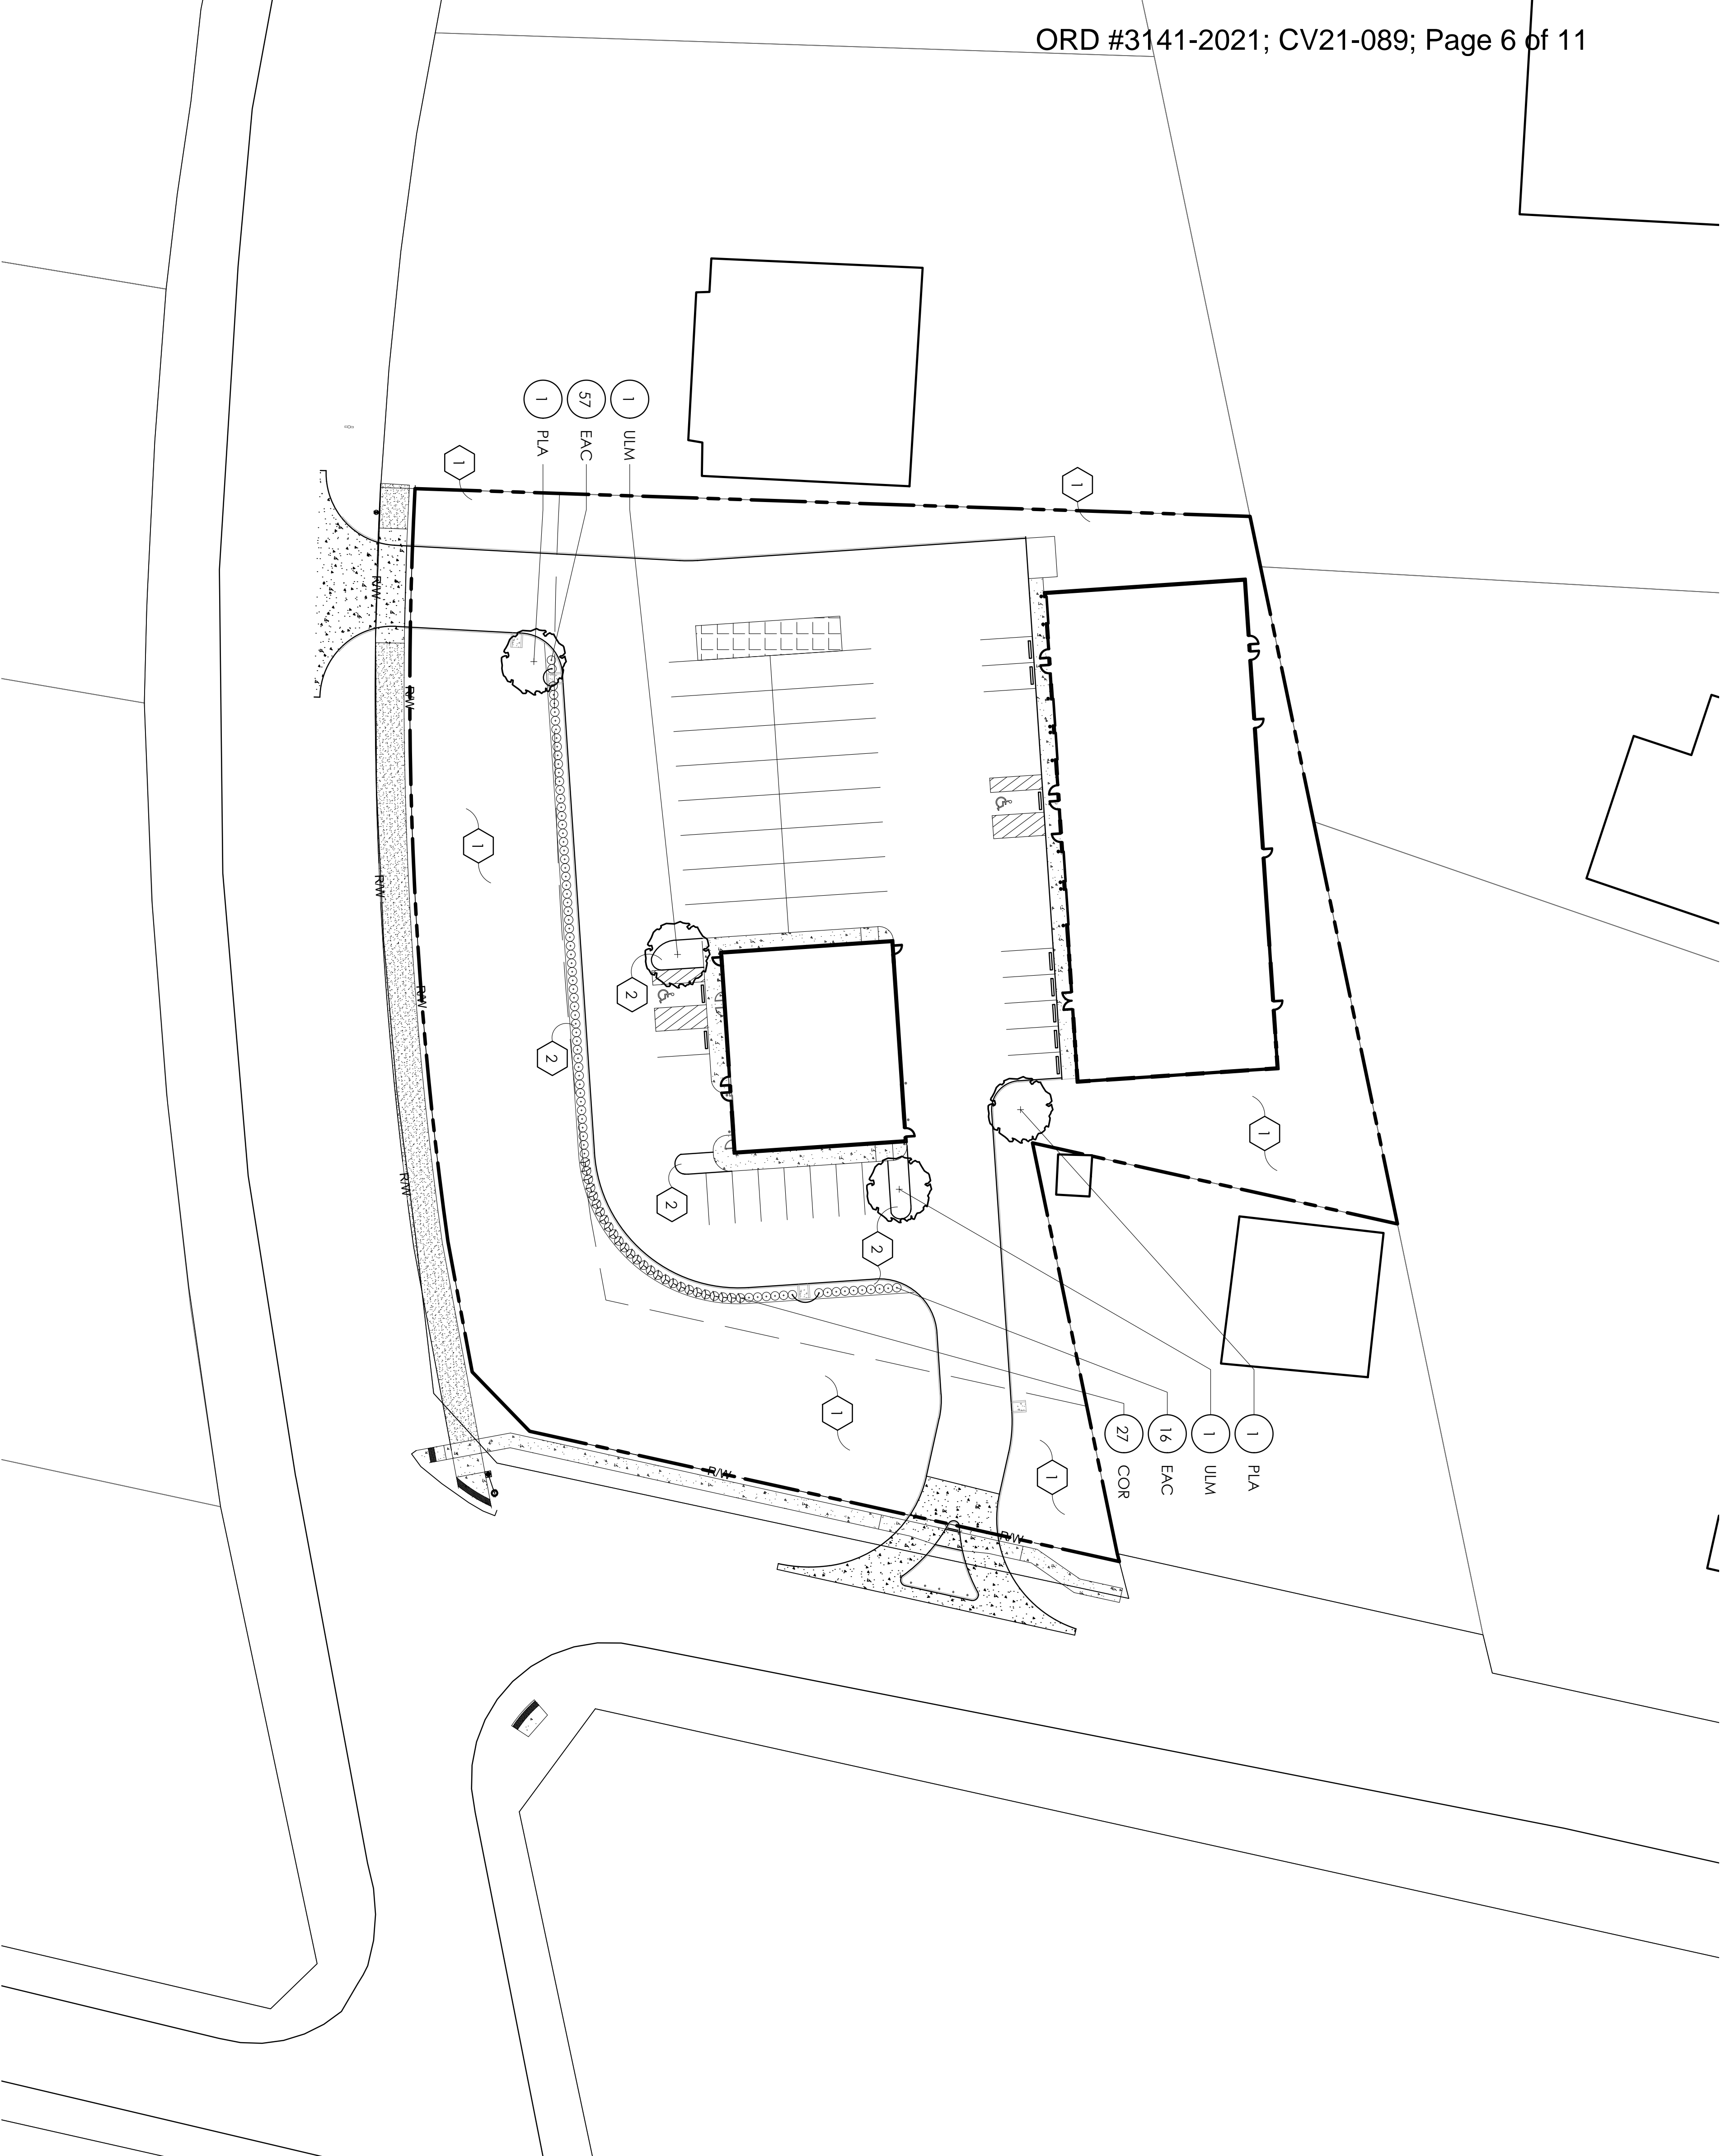 ORD #3141-2021; CV21-089; Page 6 of 11
1 ULM
57 EAC
1 PLA
1
1
R/W
R/W
1
R/W
2
R/W
2
1
R/W
2
2
1 PLA
1 ULM
16 EAC
27 COR
1
1
R/W
R/W